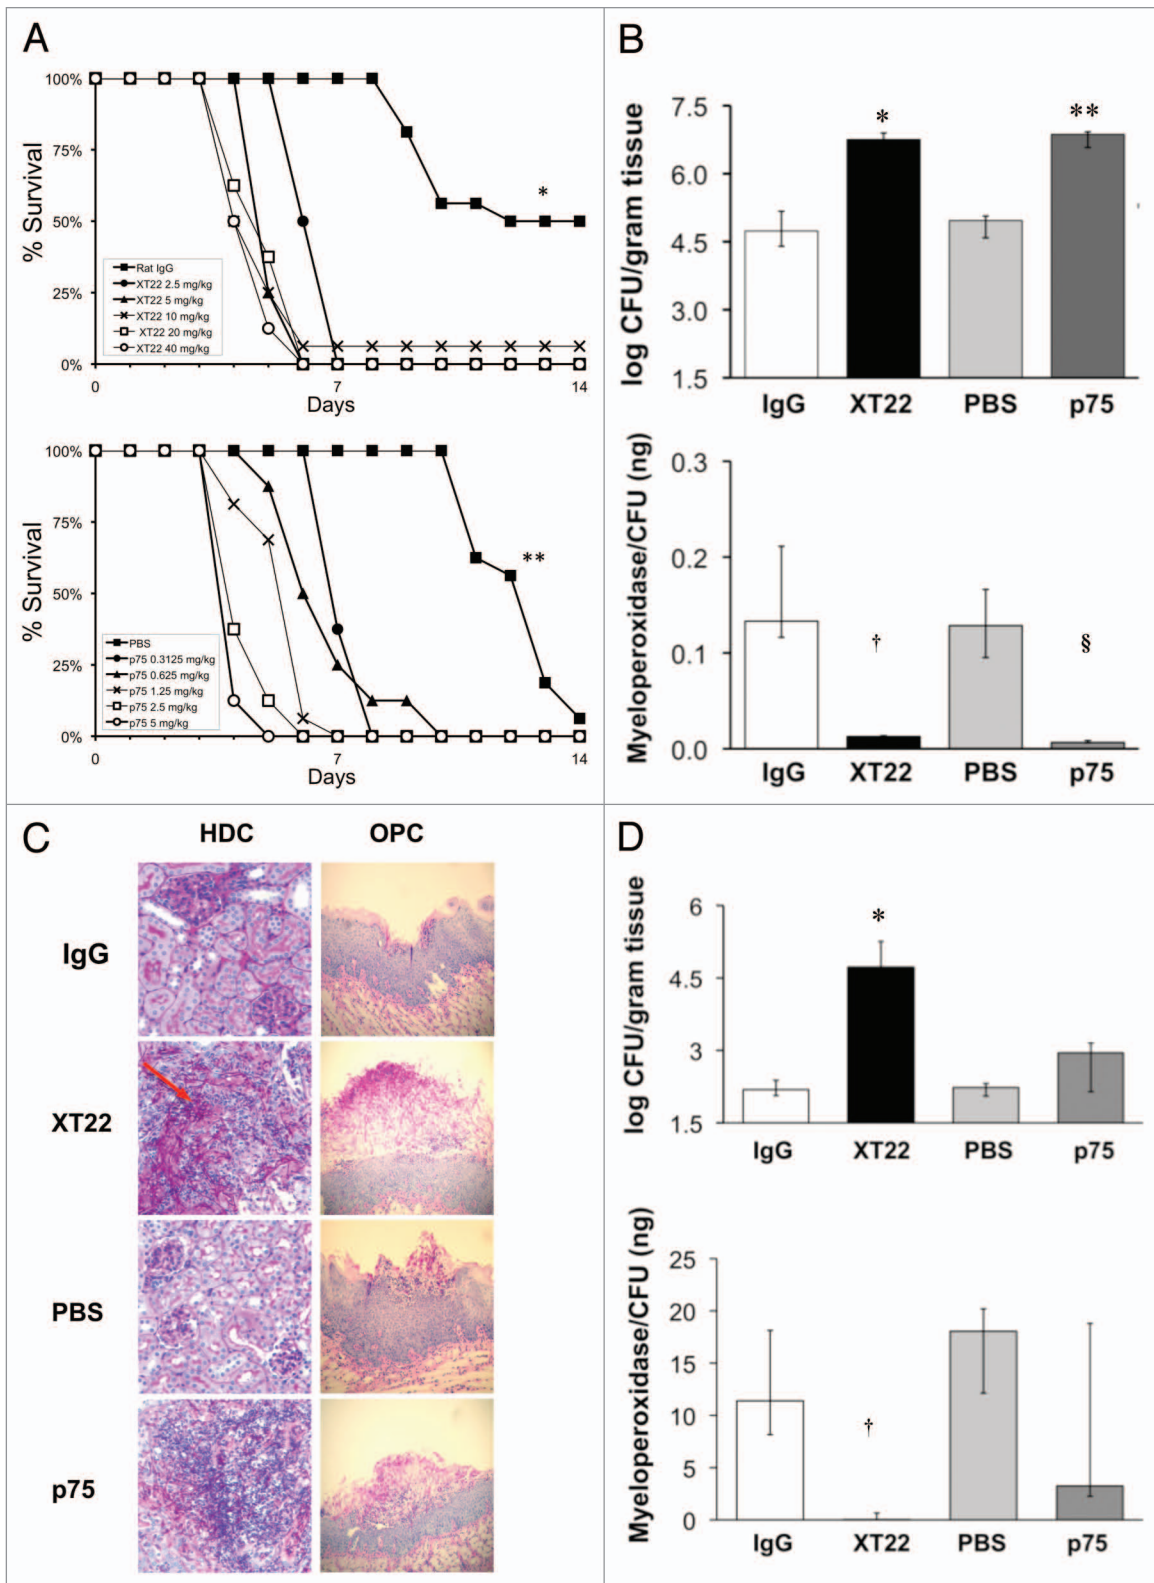 A
100%
75%
50%
25%
0%
% Survival
*
Rat IgG
XT22 2.5 mg/kg
XT22 5 mg/kg
XT22 10 mg/kg
XT22 20 mg/kg
XT22 40 mg/kg
0
7
14
Days
100%
75%
50%
25%
0%
% Survival
**
PBS
p75 0.3125 mg/kg
p75 0.625 mg/kg
p75 1.25 mg/kg
p75 2.5 mg/kg
p75 5 mg/kg
0
7
14
Days
B
log CFU/gram tissue
7.5
6.0
4.5
3.0
1.5
*
**
IgG
XT22
PBS
p75
Myeloperoxidase/CFU (ng)
0.3
0.2
0.1
0.0
†
§
IgG
XT22
PBS
p75
C
HDC
OPC
IgG
XT22
PBS
p75
D
log CFU/gram tissue
6
4.5
3
1.5
*
IgG
XT22
PBS
p75
Myeloperoxidase/CFU (ng)
25
20
15
10
5
0
†
IgG
XT22
PBS
p75